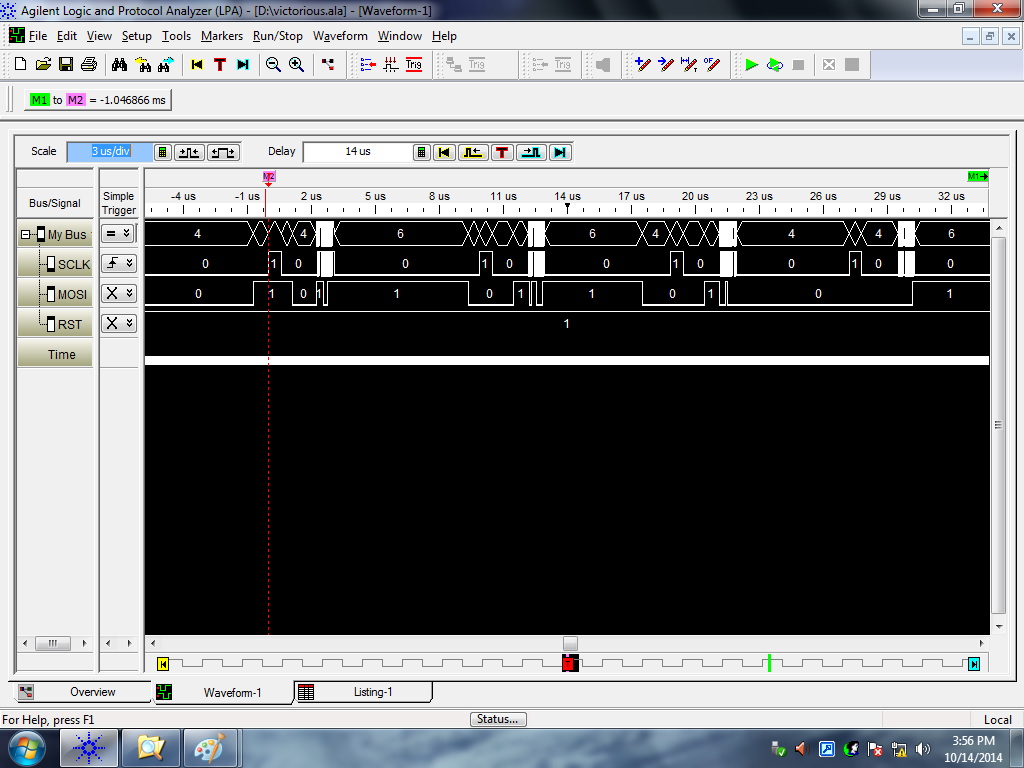 Agilent Logic and Protocol Analyzer (LPA) - [D:\victorious.ala] - [Waveform-1]
File Edit View Setup Tools Markers Run/Stop Waveform Window Help
T Trig Trig Trig OF
M1 to M2 = -1.046866 ms
Scale 3 us/div Delay 14 us T
M2 M1
Bus/Signal Simple Trigger -4 us -1 us 2 us 5 us 8 us 11 us 14 us 17 us 20 us 23 us 26 us 29 us 32 us
My Bus = 4 4 6 6 4 4 4 6
SCLK 0 1 0 0 1 0 0 1 0 0 1 0 0
MOSI X 0 1 0 1 1 0 1 1 0 1 0 1
RST X 1
Time
T
Overview Waveform-1 Listing-1
For Help, press F1 Status... Local
3:56 PM
10/14/2014